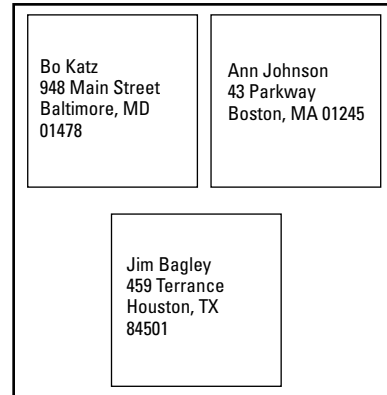 Bo Katz
948 Main Street
Baltimore, MD
01478
Ann Johnson
43 Parkway
Boston, MA 01245
Jim Bagley
459 Terrance
Houston, TX
84501